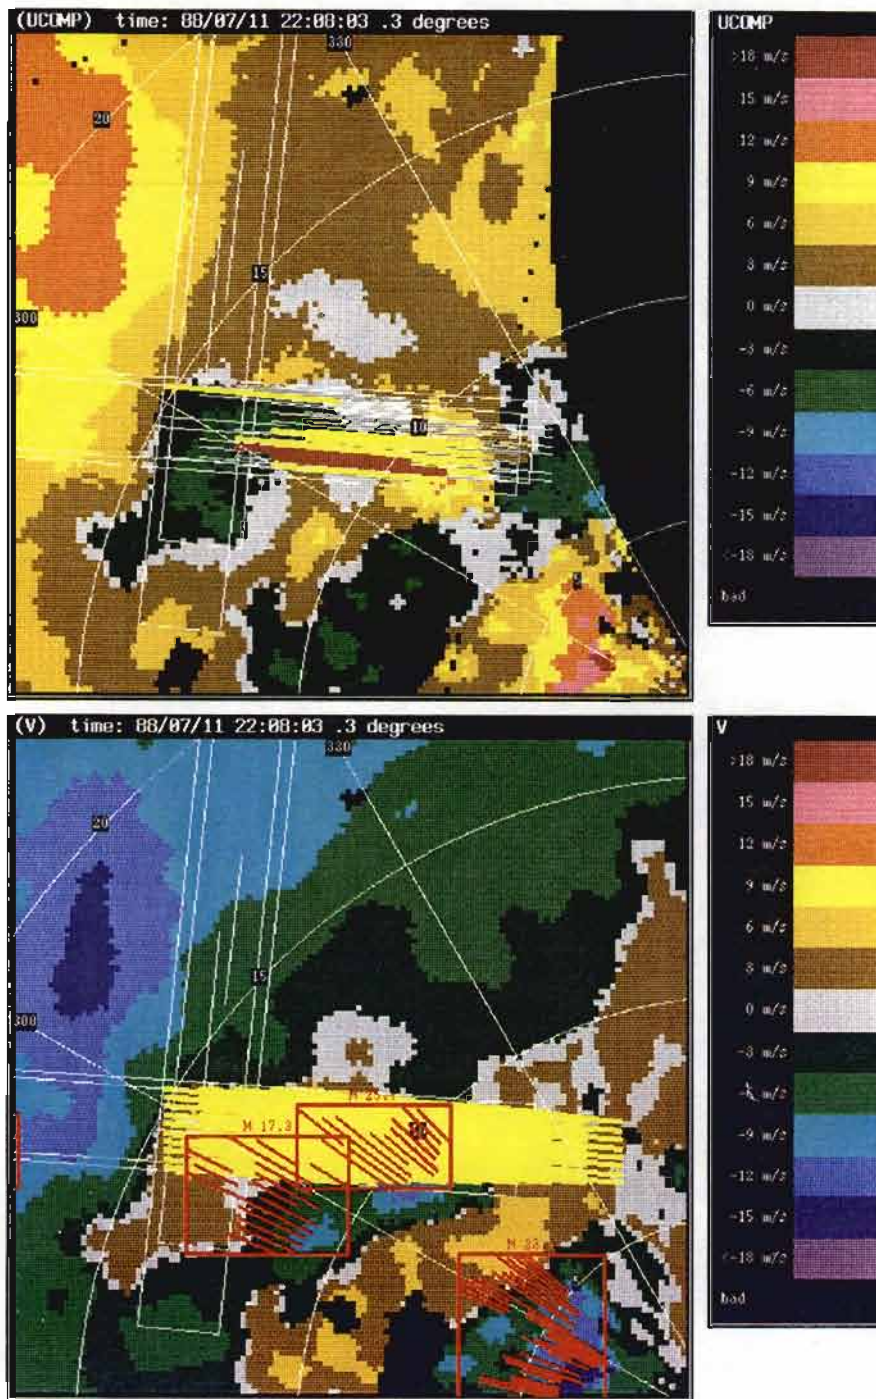 (UCOMP) time: 88/07/11 22:08:03 .3 degrees
330
20
15
300
10
5
UCOMP
>18 m/s
15 m/s
12 m/s
9 m/s
6 m/s
3 m/s
0 m/s
-3 m/s
-6 m/s
-9 m/s
-12 m/s
-15 m/s
<-18 m/s
bad
(V) time: 88/07/11 22:08:03 .3 degrees
330
20
15
300
M 17.3
V
>18 m/s
15 m/s
12 m/s
9 m/s
6 m/s
3 m/s
0 m/s
-3 m/s
-6 m/s
-9 m/s
-12 m/s
-15 m/s
<-18 m/s
bad